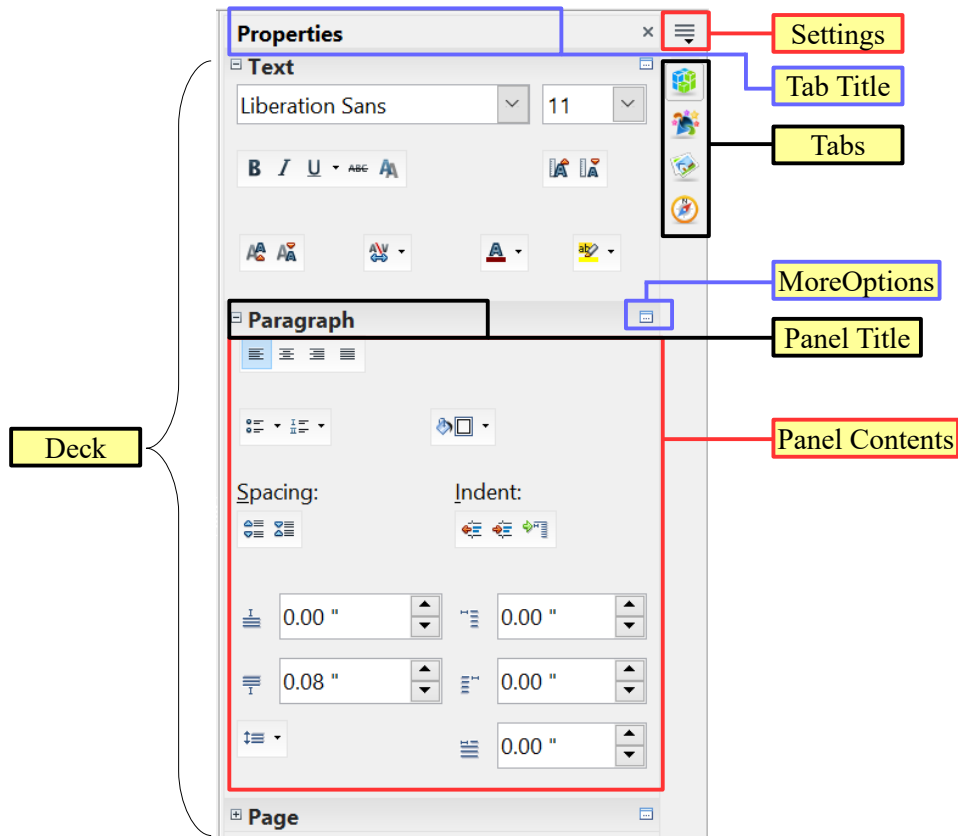 Properties
Settings
Text
Tab Title
Liberation Sans
11
Tabs
B I U ABC
MoreOptions
Paragraph
Panel Title
Deck
Panel Contents
Spacing:
Indent:
0.00 "
0.00 "
0.08 "
0.00 "
0.00 "
Page